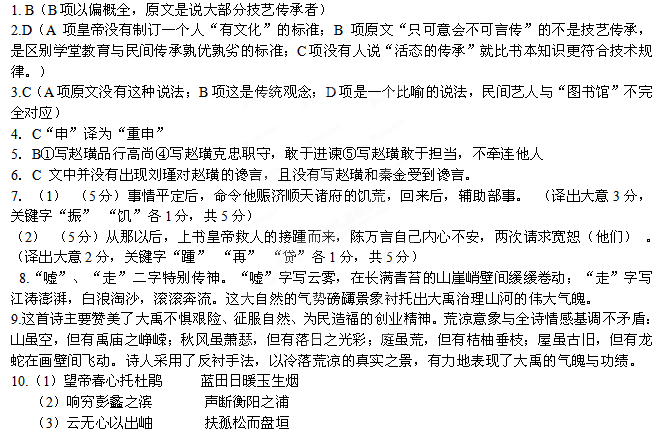 1. B（B项以偏概全，原文是说大部分技艺传承者）
2.D（A 项皇帝没有制订一个人“有文化”的标准；B 项原文“只可意会不可言传”的不是技艺传承，
是区别学堂教育与民间传承孰优孰劣的标准；C项没有人说“活态的传承”就比书本知识更符合技术规
律。）
3.C（A项原文没有这种说法；B项这是传统观念；D项是一个比喻的说法，民间艺人与“图书馆”不完
全对应）
4．C“申”译为“重申”
5．B①写赵璜品行高尚④写赵璜克忠职守，敢于进谏⑤写赵璜敢于担当，不牵连他人
6．C 文中并没有出现刘瑾对赵璜的谗言，且没有写赵璜和秦金受到谗言。
7．（1）（5分）事情平定后，命令他赈济顺天诸府的饥荒，回来后，辅助部事。（译出大意3分，
关键字“振” “饥”各1分，共5分）
（2）（5分）从那以后，上书皇帝救人的接踵而来，陈万言自己内心不安，两次请求宽恕（他们）。
（译出大意2分，关键字“踵” “再” “贷”各1分，共5分）
8.“嘘”、“走”二字特别传神。“嘘”字写云雾，在长满青苔的山崖峭壁间缓缓卷动；“走”字写
江涛澎湃，白浪淘沙，滚滚奔流。这大自然的气势磅礴景象衬托出大禹治理山河的伟大气魄。
9.这首诗主要赞美了大禹不惧艰险、征服自然、为民造福的创业精神。荒凉意象与全诗情感基调不矛盾：
山虽空，但有禹庙之峥嵘；秋风虽萧瑟，但有落日之光彩；庭虽荒，但有桔柚垂枝；屋虽古旧，但有龙
蛇在画壁间飞动。诗人采用了反衬手法，以冷落荒凉的真实之景，有力地表现了大禹的气魄与功绩。
10.（1）望帝春心托杜鹃 蓝田日暖玉生烟
（2）响穷彭蠡之滨 声断衡阳之浦
（3）云无心以出岫 扶孤松而盘垣